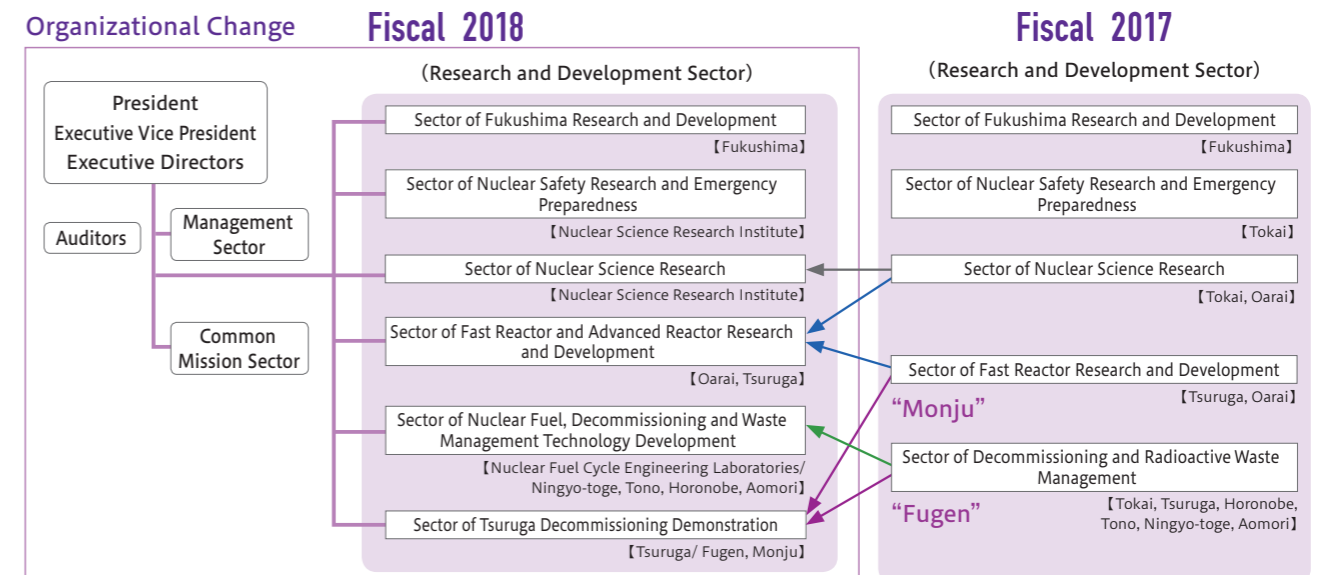 Organizational Change
Fiscal 2018
Fiscal 2017
(Research and Development Sector)
(Research and Development Sector)
President
Executive Vice President
Executive Directors
Auditors
Management
Sector
Common
Mission Sector
Sector of Fukushima Research and Development
【Fukushima】
Sector of Nuclear Safety Research and Emergency
Preparedness
【Nuclear Science Research Institute】
Sector of Nuclear Science Research
【Nuclear Science Research Institute】
Sector of Fast Reactor and Advanced Reactor Research
and Development
【Oarai, Tsuruga】
Sector of Nuclear Fuel, Decommissioning and Waste
Management Technology Development
【Nuclear Fuel Cycle Engineering Laboratories/
Ningyo-toge, Tono, Horonobe, Aomori】
Sector of Tsuruga Decommissioning Demonstration
【Tsuruga/ Fugen, Monju】
Sector of Fukushima Research and Development
【Fukushima】
Sector of Nuclear Safety Research and Emergency
Preparedness
【Tokai】
Sector of Nuclear Science Research
【Tokai, Oarai】
Sector of Fast Reactor Research and Development
【Tsuruga, Oarai】
“Monju”
Sector of Decommissioning and Radioactive Waste
Management
【Tokai, Tsuruga, Horonobe,
Tono, Ningyo-toge, Aomori】
“Fugen”